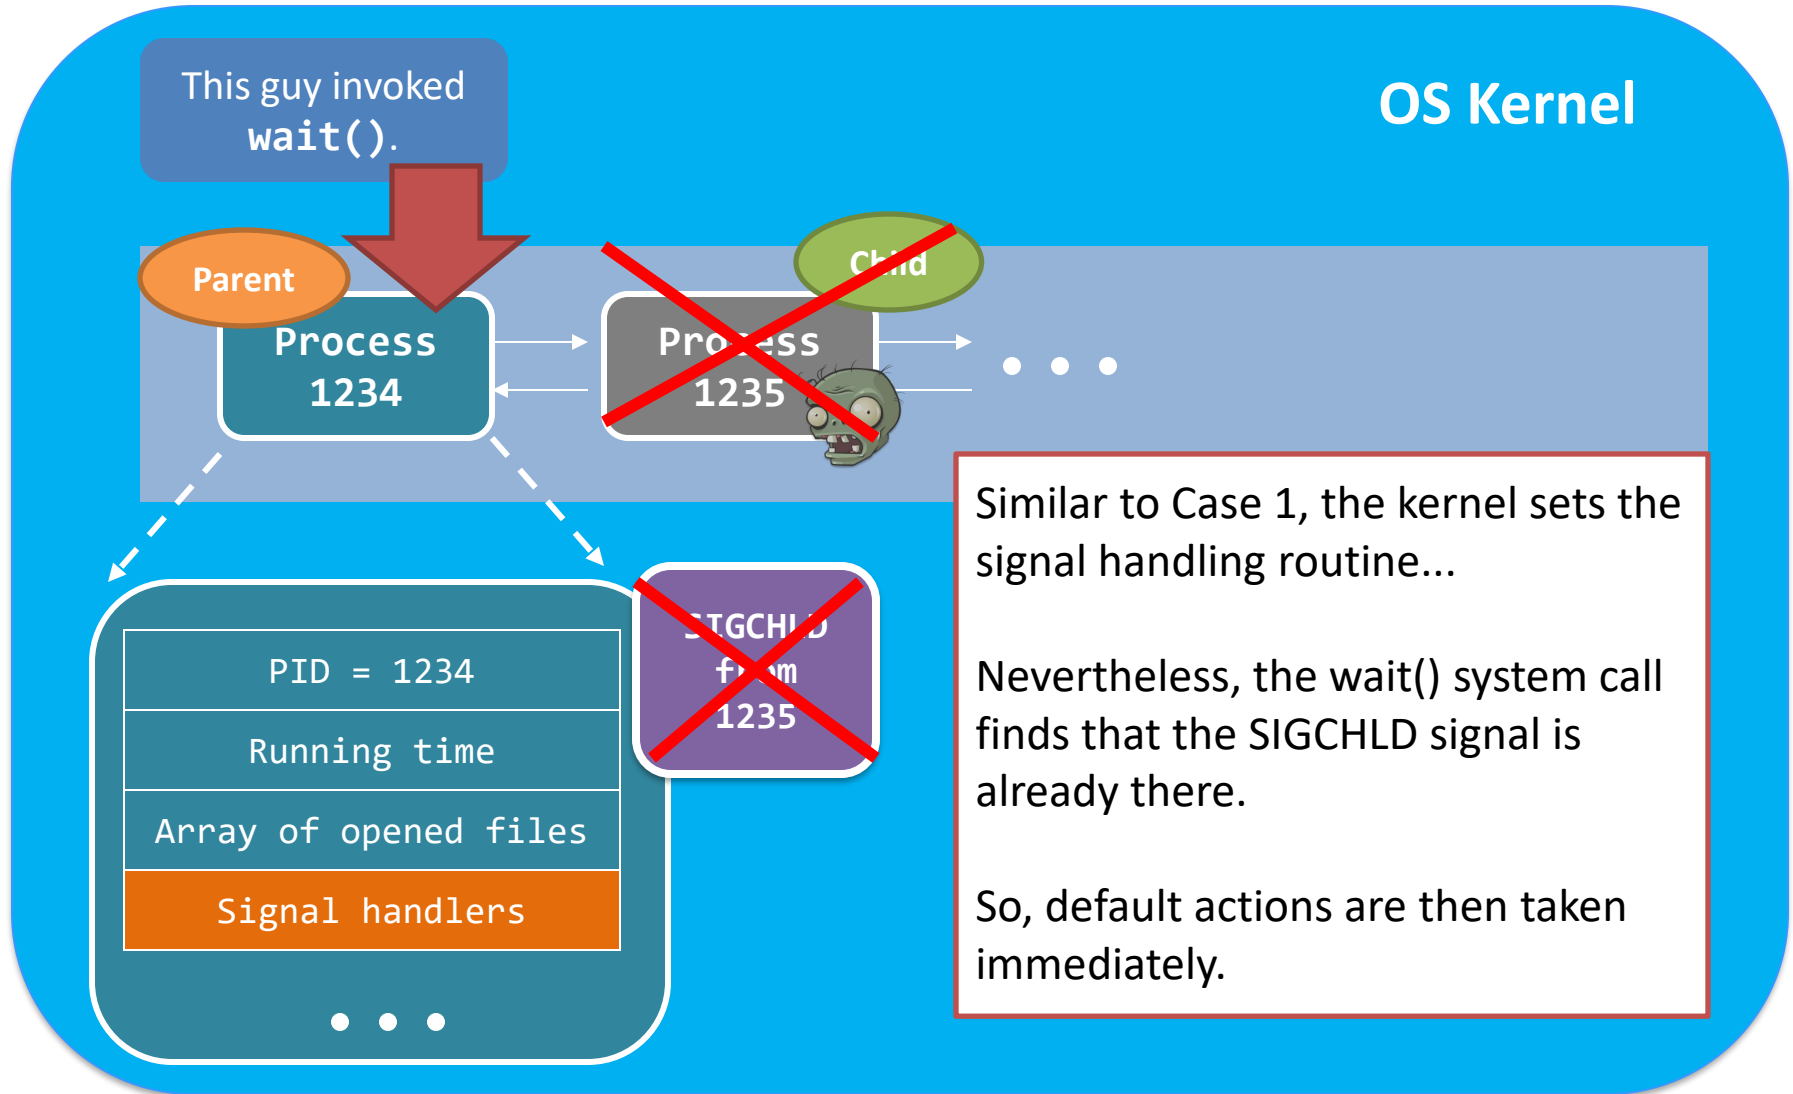 This guy invoked
wait().
OS Kernel
Parent
Child
Process
1234
Process
1235
Similar to Case 1, the kernel sets the
signal handling routine...
Nevertheless, the wait() system call
finds that the SIGCHLD signal is
already there.
So, default actions are then taken
immediately.
SIGCHLD
from
1235
PID = 1234
Running time
Array of opened files
Signal handlers